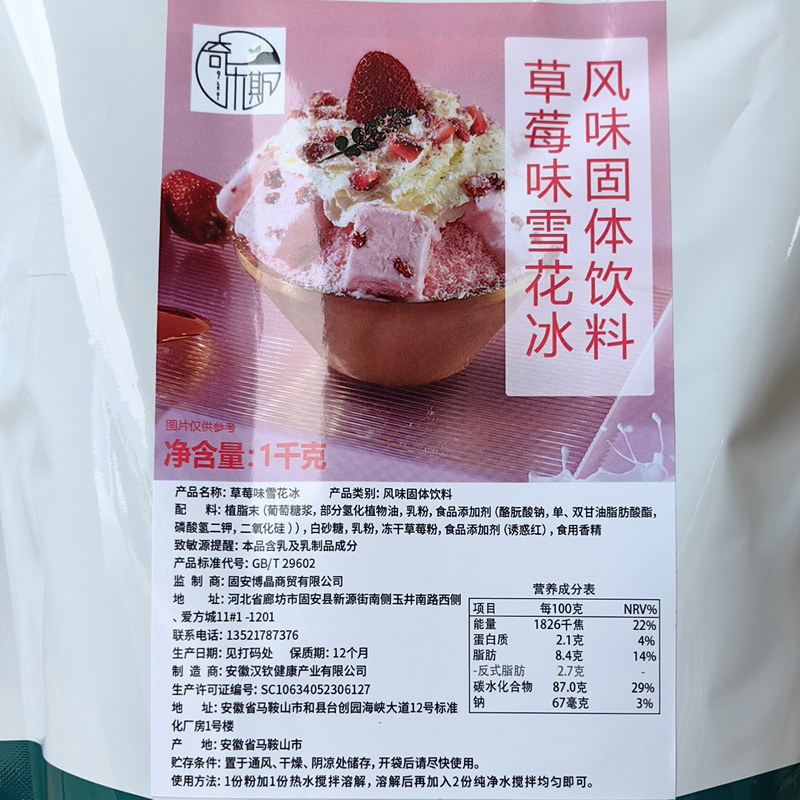 奇木斯
风味固体饮料
草莓味雪花冰
图片仅供参考
净含量:1千克
产品名称: 草莓味雪花冰 产品类别: 风味固体饮料
配 料: 植脂末 (葡萄糖浆, 部分氢化植物油, 乳粉, 食品添加剂 (酪朊酸钠, 单、双甘油脂肪酸酯,
磷酸氢二钾, 二氧化硅) ) , 白砂糖, 乳粉, 冻干草莓粉, 食品添加剂 (诱惑红) , 食用香精
致敏源提醒: 本品含乳及乳制品成分
产品标准代号: GB/T 29602
监 制 商: 固安博晶商贸有限公司
地 址: 河北省廊坊市固安县新源街南侧玉井南路西侧
、爱方城11#1 -1201
联系电话: 13521787376
生产日期: 见打码处 保质期: 12个月
制 造 商: 安徽汉钦健康产业有限公司
生产许可证编号: SC10634052306127
地 址: 安徽省马鞍山市和县台创园海峡大道12号标准
化厂房1号楼
产 地: 安徽省马鞍山市
贮存条件: 置于通风、干燥、阴凉处储存, 开袋后请尽快使用。
使用方法: 1份粉加1份热水搅拌溶解, 溶解后再加入2份纯净水搅拌均匀即可。
营养成分表
项目 每100克 NRV%
能量 1826千焦 22%
蛋白质 2.1克 4%
脂肪 8.4克 14%
-反式脂肪 2.7克 -
碳水化合物 87.0克 29%
钠 67毫克 3%